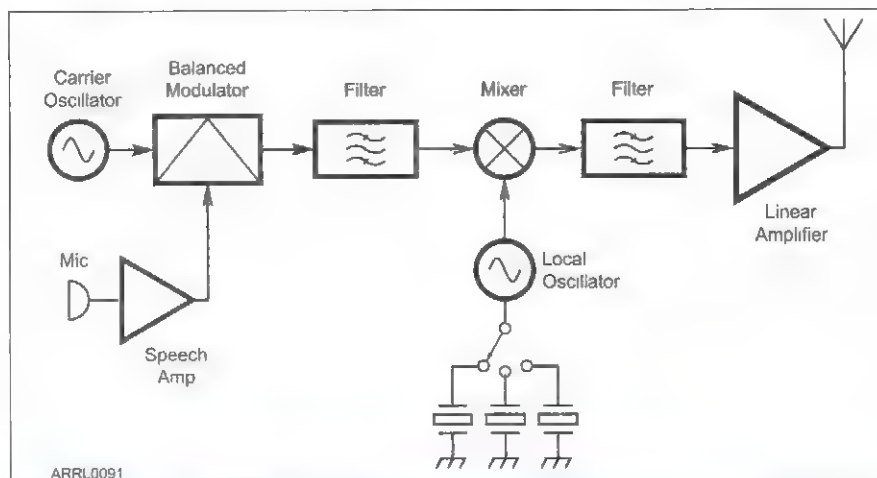 Carrier
Oscillator
Balanced
Modulator
Filter
Mixer
Filter
Linear
Amplifier
Mic
Speech
Amp
Local
Oscillator
ARRL0091